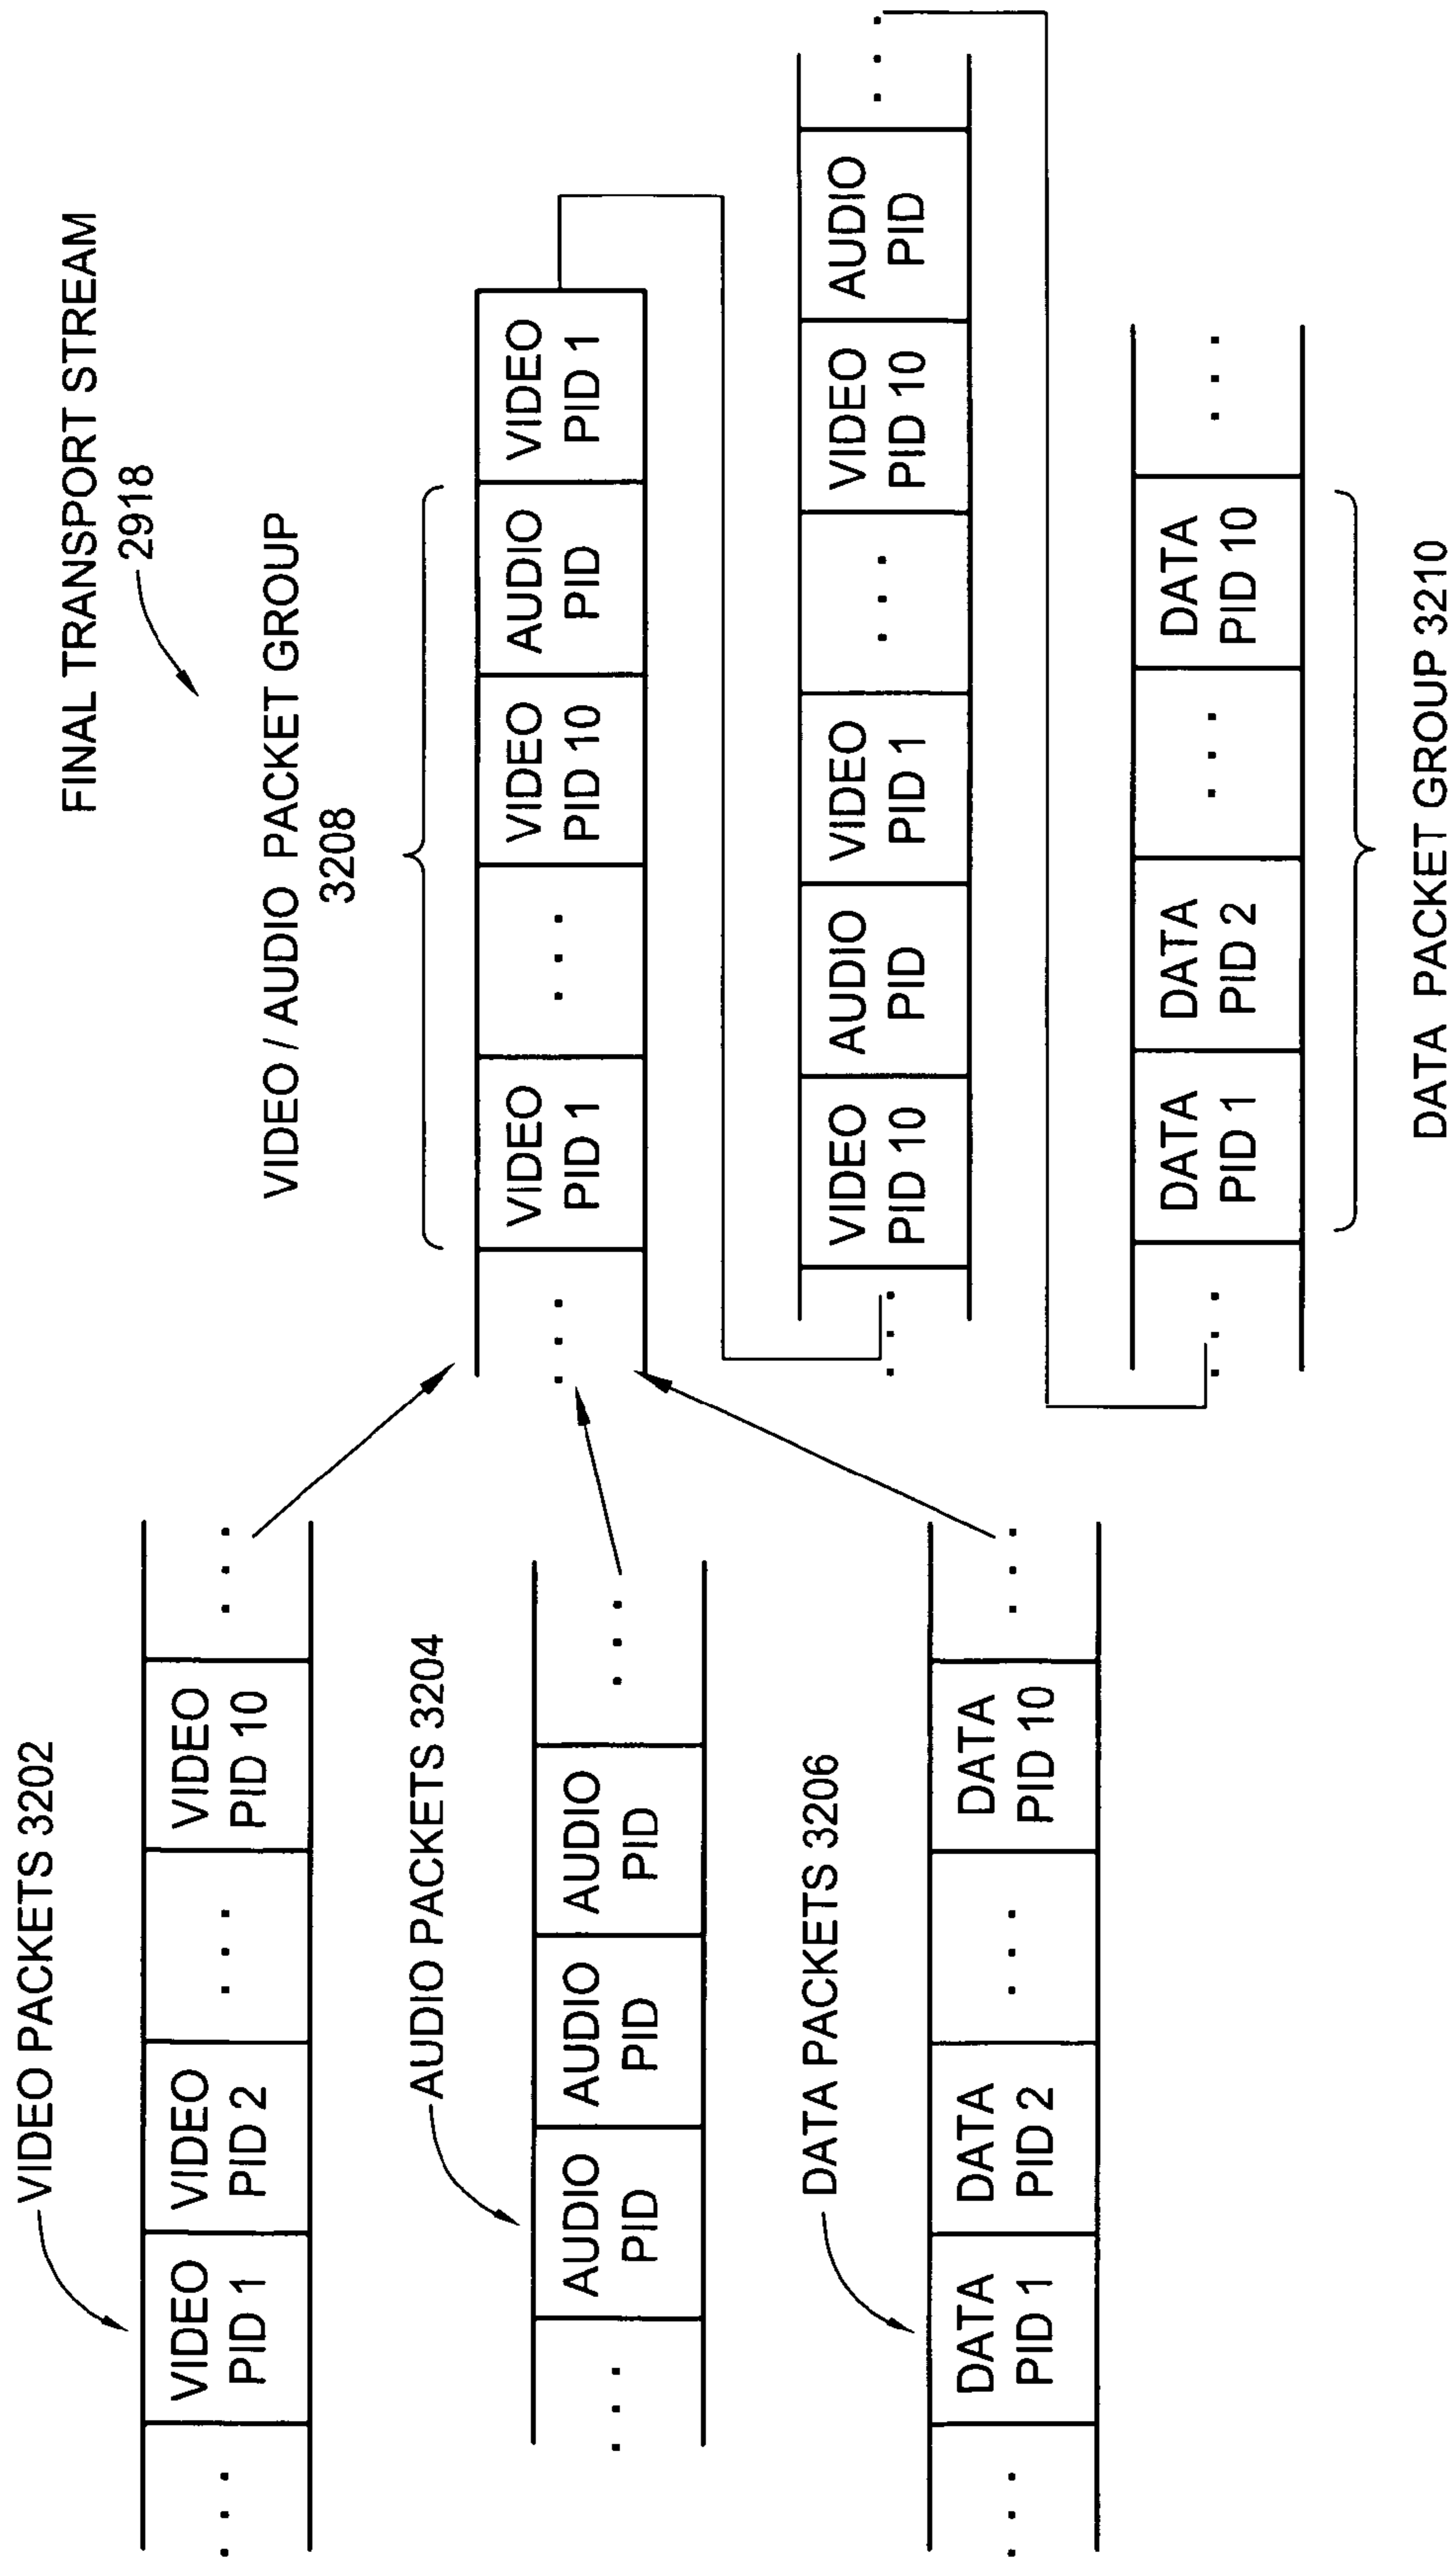 VIDEO PACKETS 3202
VIDEO
PID 1
VIDEO
PID 2
. . .
VIDEO
PID 10
. . .
. . .
AUDIO PACKETS 3204
. . .
AUDIO
PID
AUDIO
PID
AUDIO
PID
. . .
DATA PACKETS 3206
. . .
DATA
PID 1
DATA
PID 2
. . .
DATA
PID 10
. . .
FINAL TRANSPORT STREAM
2918
VIDEO / AUDIO PACKET GROUP
3208
. . .
VIDEO
PID 1
. . .
VIDEO
PID 10
AUDIO
PID
VIDEO
PID 1
. . .
VIDEO
PID 10
AUDIO
PID
VIDEO
PID 1
. . .
VIDEO
PID 10
AUDIO
PID
. . .
. . .
DATA
PID 1
DATA
PID 2
. . .
DATA
PID 10
. . .
DATA PACKET GROUP 3210